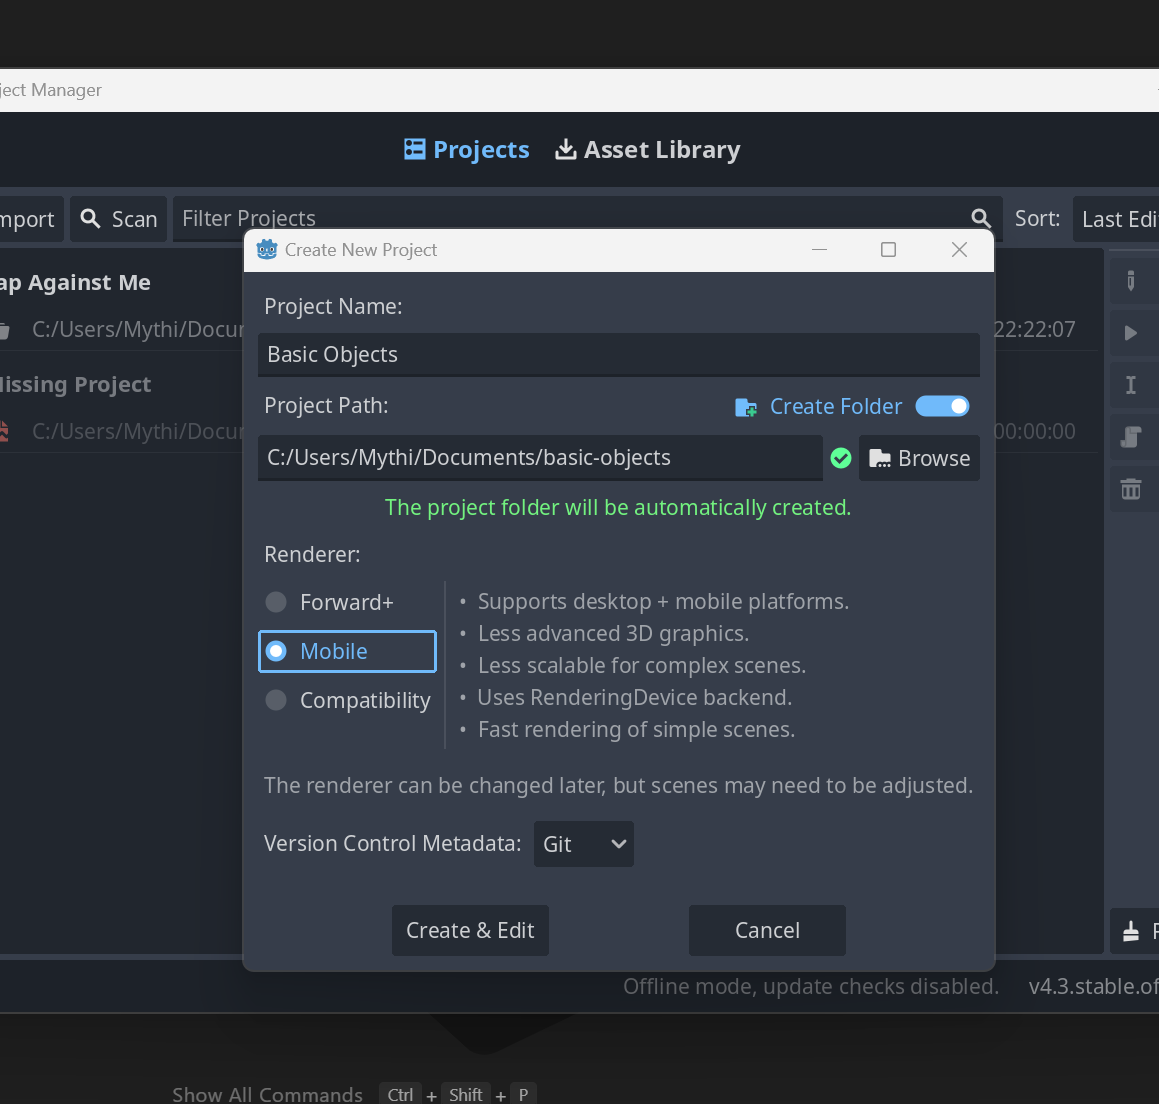 ject Manager
Projects
Asset Library
mport
Scan
Filter Projects
Sort:
Last Edi
Create New Project
ap Against Me
C:/Users/Mythi/Docur
22:22:07
lissing Project
C:/Users/Mythi/Docur
00:00:00
Project Name:
Basic Objects
Project Path:
Create Folder
C:/Users/Mythi/Documents/basic-objects
Browse
The project folder will be automatically created.
Renderer:
Forward+
Mobile
Compatibility
• Supports desktop + mobile platforms.
• Less advanced 3D graphics.
• Less scalable for complex scenes.
• Uses RenderingDevice backend.
• Fast rendering of simple scenes.
The renderer can be changed later, but scenes may need to be adjusted.
Version Control Metadata:
Git
Create & Edit
Cancel
Offline mode, update checks disabled.
v4.3.stable.of
Show All Commands
Ctrl + Shift + P